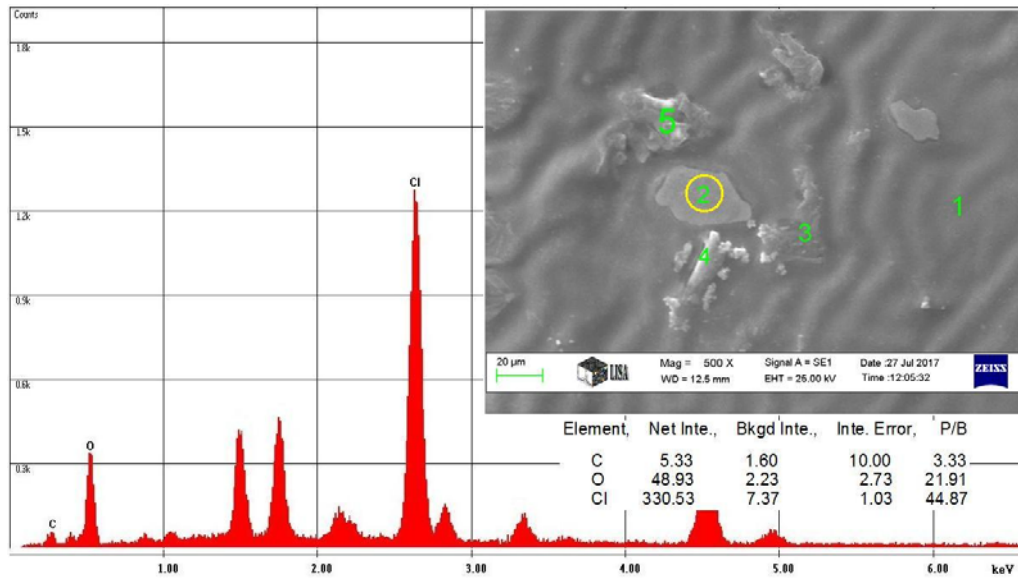 Counts
1.8k
1.5k
1.2k
0.9k
0.6k
0.3k
C
O
Cl
5
2
1
3
4
20 µm
LISA
Mag = 500 X
WD = 12.5 mm
Signal A = SE1
EHT = 25.00 kV
Date :27 Jul 2017
Time :12:05:32
ZEISS
Element, Net Inte., Bkgd Inte., Inte. Error, P/B
C 5.33 1.60 10.00 3.33
O 48.93 2.23 2.73 21.91
Cl 330.53 7.37 1.03 44.87
1.00 2.00 3.00 4.00 5.00 6.00 keV